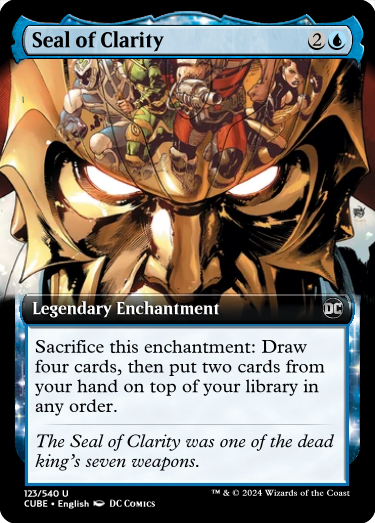 Seal of Clarity 2
Legendary Enchantment DC
Sacrifice this enchantment: Draw
four cards, then put two cards from
your hand on top of your library in
any order.
The Seal of Clarity was one of the dead
king's seven weapons.
123/540 U
™ & © 2024 Wizards of the Coast
CUBE • English DC COMICS